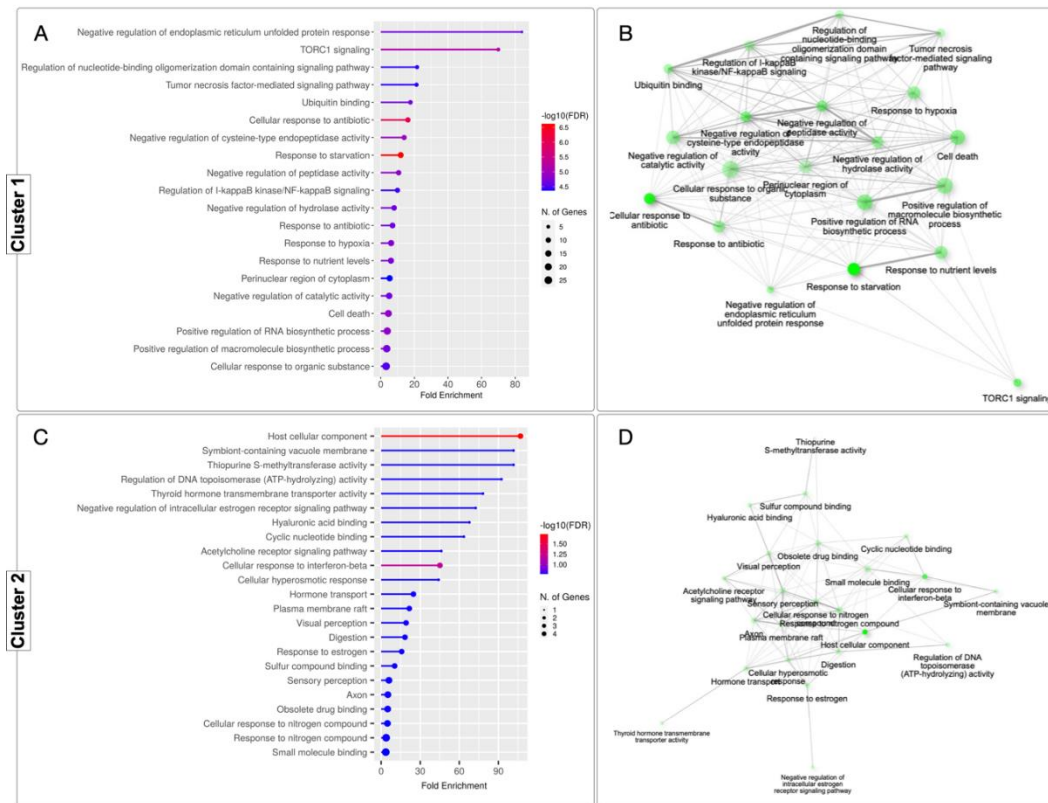 Cluster 1
A
Negative regulation of endoplasmic reticulum unfolded protein response
TORC1 signaling
Regulation of nucleotide-binding oligomerization domain containing signaling pathway
Tumor necrosis factor-mediated signaling pathway
Ubiquitin binding
Cellular response to antibiotic
Negative regulation of cysteine-type endopeptidase activity
Response to starvation
Negative regulation of peptidase activity
Regulation of I-kappaB kinase/NF-kappaB signaling
Negative regulation of hydrolase activity
Response to antibiotic
Response to hypoxia
Response to nutrient levels
Perinuclear region of cytoplasm
Negative regulation of catalytic activity
Cell death
Positive regulation of RNA biosynthetic process
Positive regulation of macromolecule biosynthetic process
Cellular response to organic substance
0 20 40 60 80
Fold Enrichment
-log10(FDR)
6.5
6.0
5.5
5.0
4.5
N. of Genes
5
10
15
20
25
B
Regulation of
nucleotide-binding
oligomerization domain
containing signaling pathway
Tumor necrosis
factor-mediated signaling
pathway
Regulation of I-kappaB
kinase/NF-kappaB signaling
Ubiquitin binding
Response to hypoxia
Negative regulation of
peptidase activity
Negative regulation of
cysteine-type endopeptidase
activity
Cell death
Negative regulation of
catalytic activity
Negative regulation of
hydrolase activity
Perinuclear region of
cytoplasm
Cellular response to organic
substance
Positive regulation of
macromolecule biosynthetic
process
Cellular response to
antibiotic
Positive regulation of RNA
biosynthetic process
Response to antibiotic
Response to nutrient levels
Response to starvation
Negative regulation of
endoplasmic reticulum
unfolded protein response
TORC1 signaling
Cluster 2
C
Host cellular component
Symbiont-containing vacuole membrane
Thiopurine S-methyltransferase activity
Regulation of DNA topoisomerase (ATP-hydrolyzing) activity
Thyroid hormone transmembrane transporter activity
Negative regulation of intracellular estrogen receptor signaling pathway
Hyaluronic acid binding
Cyclic nucleotide binding
Acetylcholine receptor signaling pathway
Cellular response to interferon-beta
Cellular hyperosmotic response
Hormone transport
Plasma membrane raft
Visual perception
Digestion
Response to estrogen
Sulfur compound binding
Sensory perception
Axon
Obsolete drug binding
Cellular response to nitrogen compound
Response to nitrogen compound
Small molecule binding
0 30 60 90
Fold Enrichment
-log10(FDR)
1.50
1.25
1.00
N. of Genes
1
2
3
4
D
Thiopurine
S-methyltransferase activity
Sulfur compound binding
Hyaluronic acid binding
Obsolete drug binding
Cyclic nucleotide binding
Visual perception
Small molecule binding
Acetylcholine receptor
signaling pathway
Cellular response to
interferon-beta
Sensory perception
Symbiont-containing vacuole
membrane
Cellular response to nitrogen
compound
Response to nitrogen compound
Axon
Plasma membrane raft
Host cellular component
Regulation of DNA
topoisomerase
(ATP-hydrolyzing) activity
Digestion
Cellular hyperosmotic
response
Hormone transport
Response to estrogen
Thyroid hormone transmembrane
transporter activity
Negative regulation of
intracellular estrogen
receptor signaling pathway